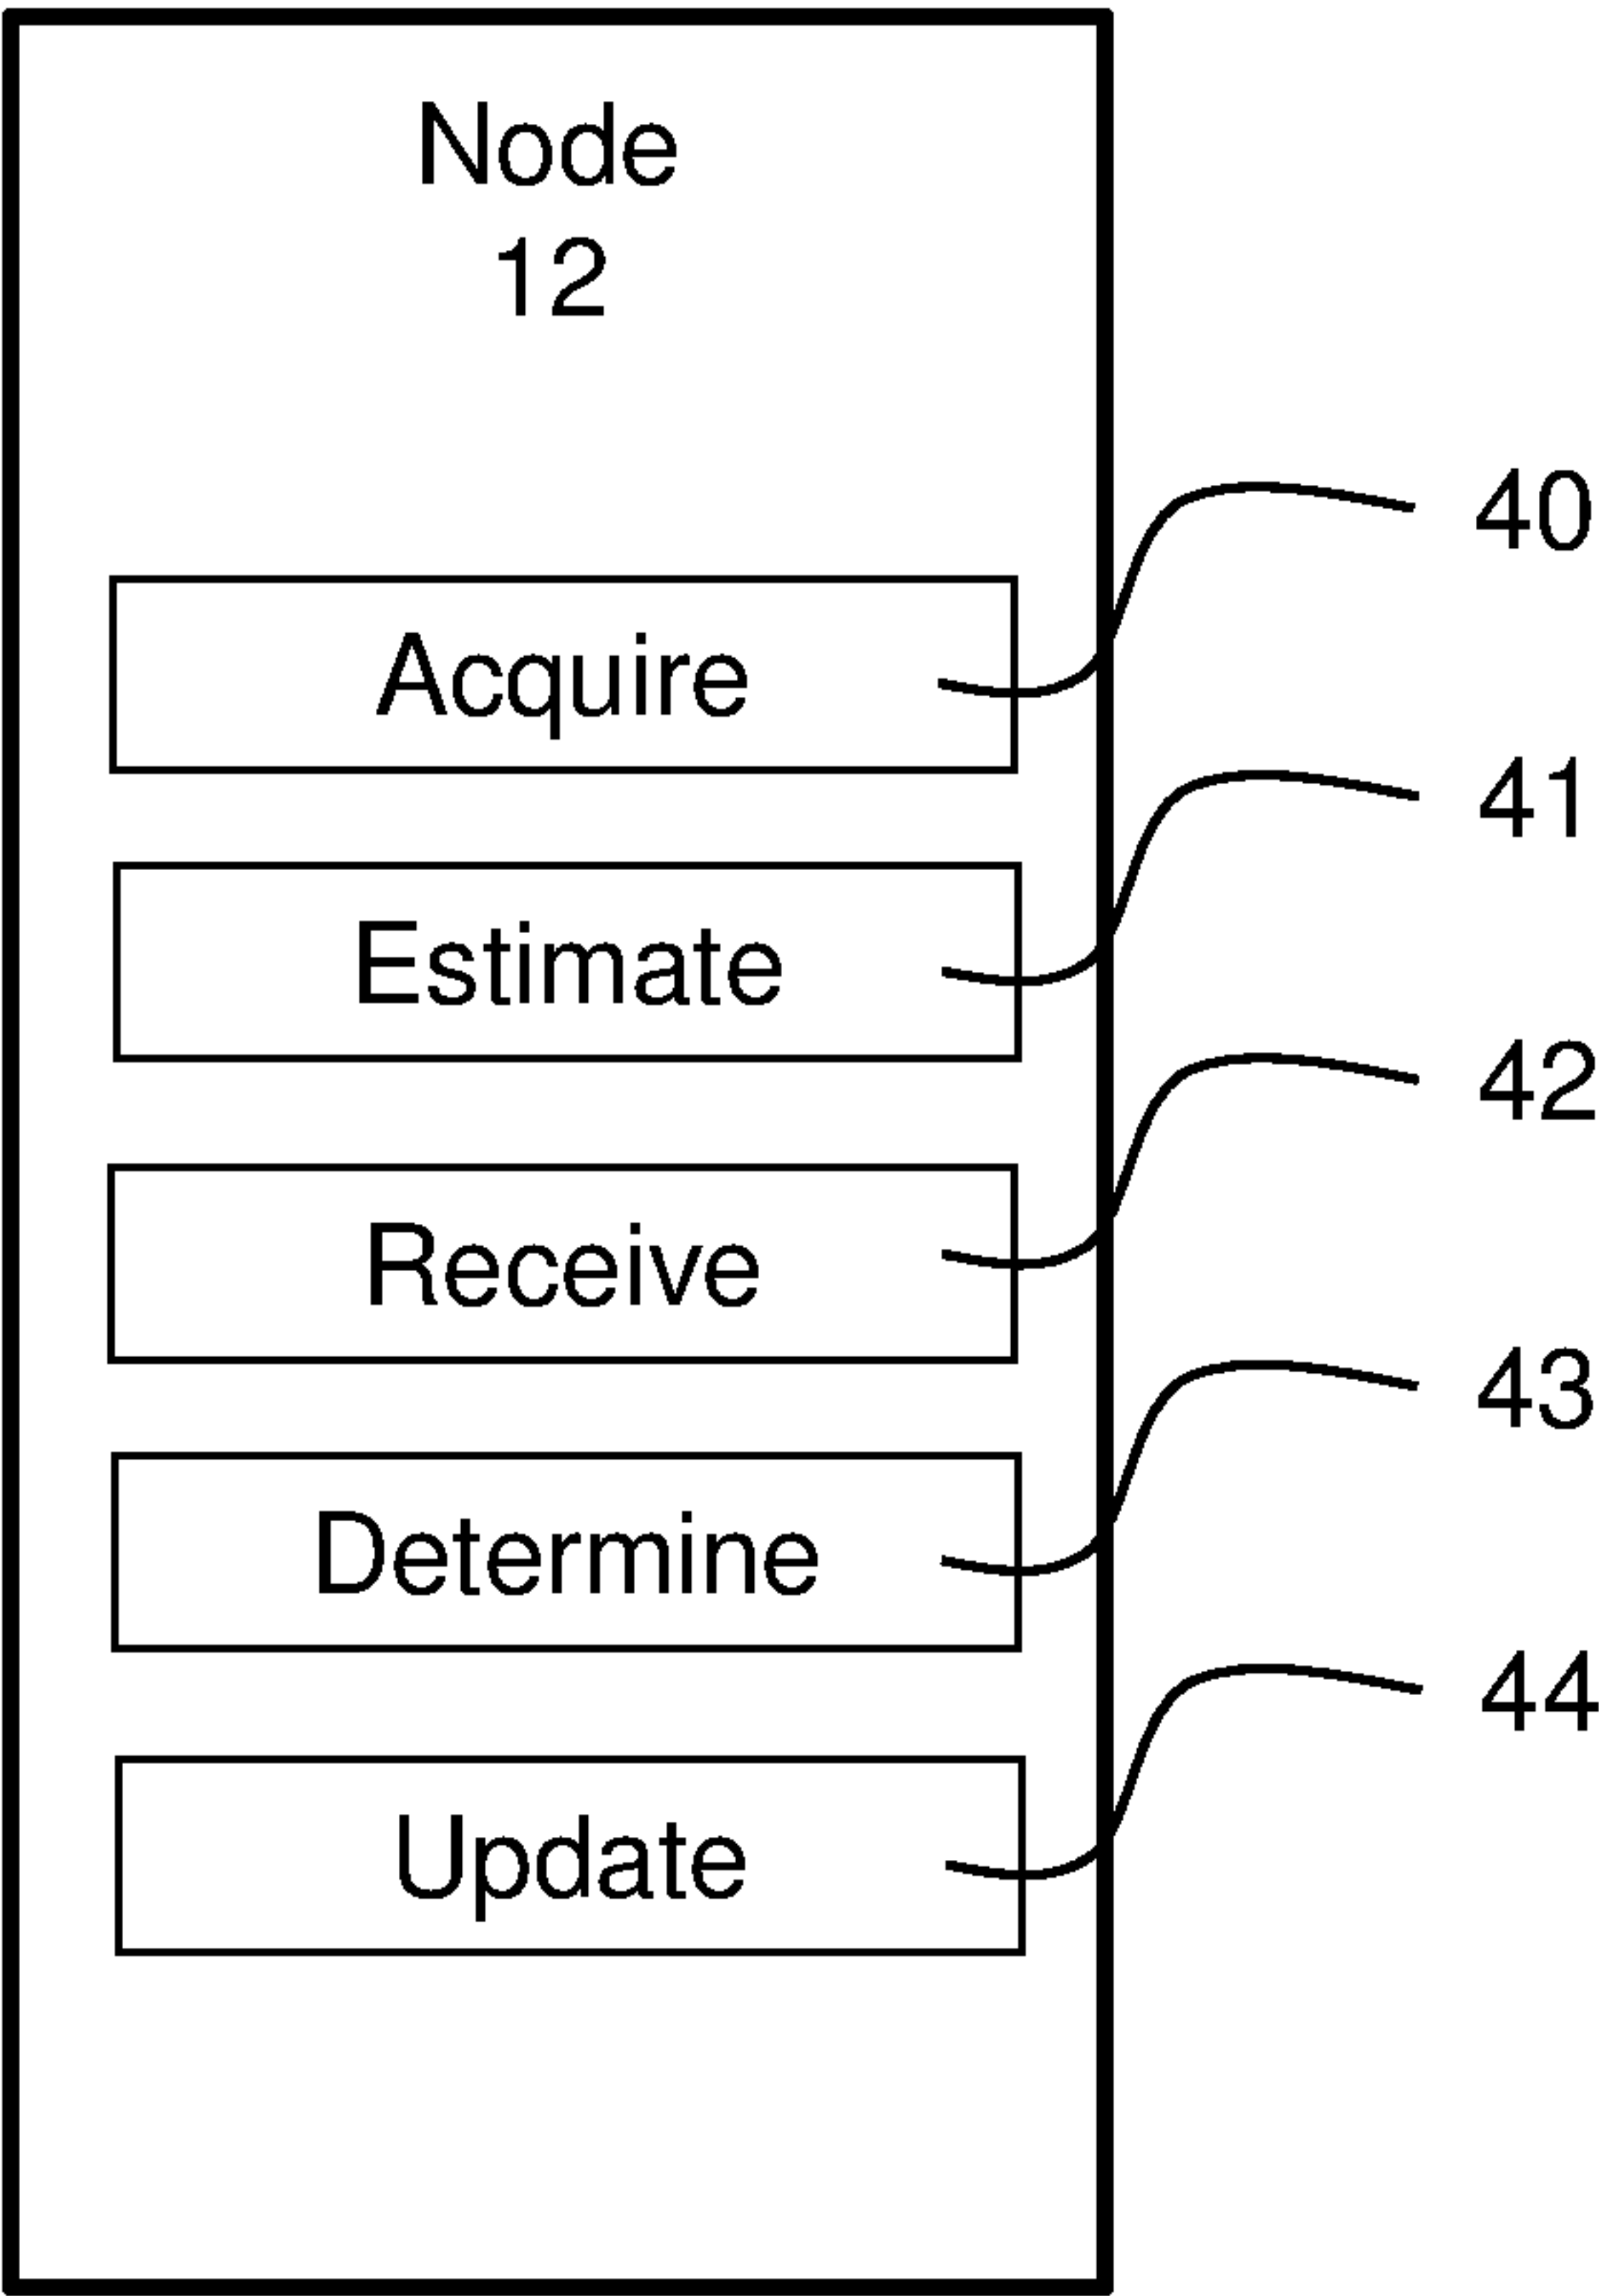 Node
12
40
Acquire
41
Estimate
42
Receive
43
Determine
44
Update